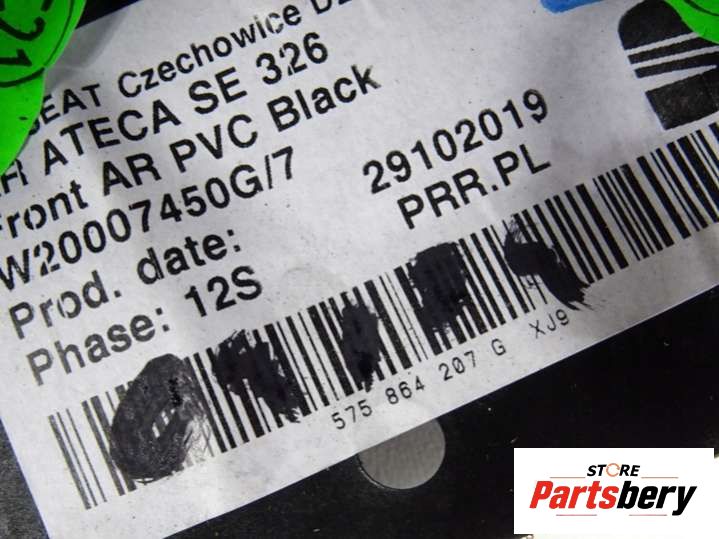 SEAT Czechowice
ATECA SE 326
Front AR PVC Black
W20007450G/7
Prod. date: 29102019
Phase: 12S PRR.PL
575 864 207 G XJ9
STORE
Partsbery